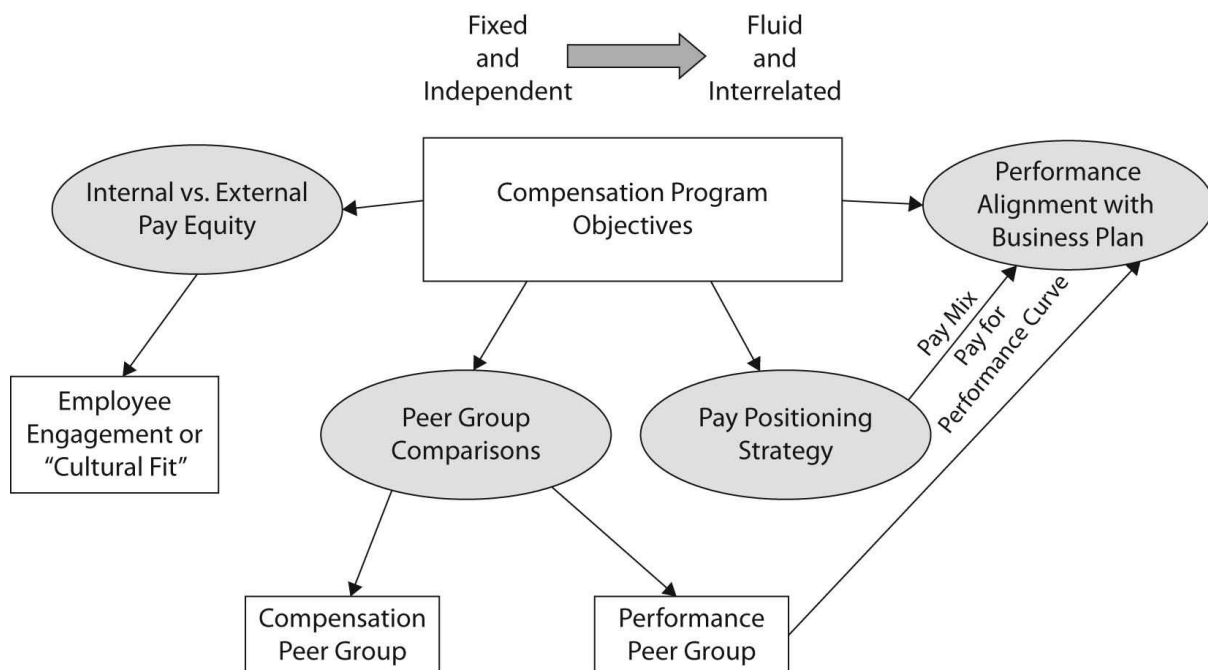 Fixed
and
Independent
Fluid
and
Interrelated
Internal vs. External
Pay Equity
Compensation Program
Objectives
Performance
Alignment with
Business Plan
Pay Mix
Pay for
Performance Curve
Employee
Engagement or
“Cultural Fit”
Peer Group
Comparisons
Pay Positioning
Strategy
Compensation
Peer Group
Performance
Peer Group